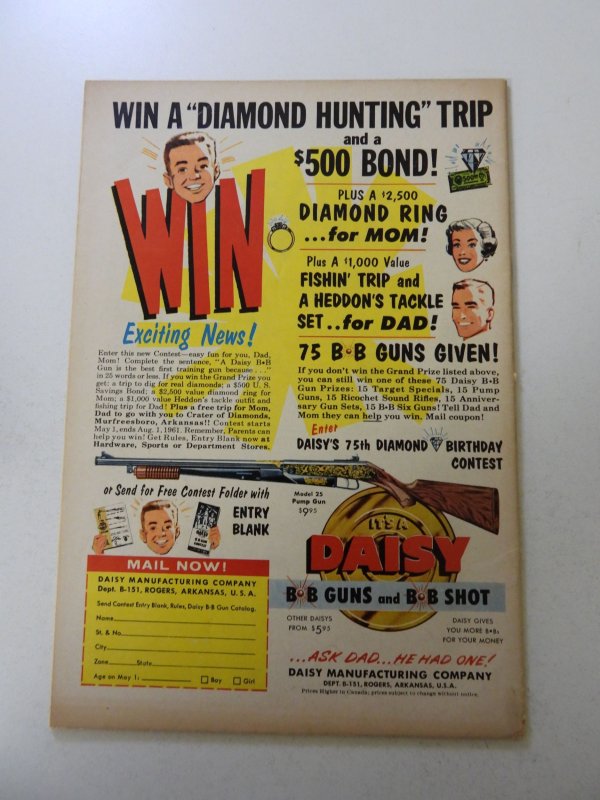 WIN A "DIAMOND HUNTING" TRIP
and a
$500 BOND!
WIN
PLUS A $2,500
DIAMOND RING
...for MOM!
Plus A $1,000 Value
FISHIN' TRIP and
A HEDDON'S TACKLE
SET..for DAD!
Exciting News!
Enter this new Contest—easy fun for you, Dad,
Mom! Complete the sentence, "A Daisy B•B
Gun is the best first training gun because..."
in 25 words or less. If you win the Grand Prize you
get: a trip to dig for real diamonds; a $500 U. S.
Savings Bond; a $2,500 value diamond ring for
Mom; a $1,000 value Heddon's tackle outfit and
fishing trip for Dad! Plus a free trip for Mom,
Dad to go with you to Crater of Diamonds,
Murfreesboro, Arkansas!! Contest starts
May 1, ends Aug. 1, 1961. Remember, Parents can
help you win! Get Rules, Entry Blank now at
Hardware, Sports or Department Stores.
75 B•B GUNS GIVEN!
If you don't win the Grand Prize listed above,
you can still win one of these 75 Daisy B•B
Gun Prizes: 15 Target Specials, 15 Pump
Guns, 15 Ricochet Sound Rifles, 15 Anniver-
sary Gun Sets, 15 B•B Six Guns! Tell Dad and
Mom they can help you win. Mail coupon!
Enter
DAISY'S 75th DIAMOND BIRTHDAY
CONTEST
or Send for Free Contest Folder with
ENTRY
BLANK
Model 25
Pump Gun
$9.95
IT'S A
DAISY
B•B GUNS and B•B SHOT
OTHER DAISYS
FROM $5.95
DAISY GIVES
YOU MORE B•Bs
FOR YOUR MONEY
...ASK DAD...HE HAD ONE!
DAISY MANUFACTURING COMPANY
DEPT. B-151, ROGERS, ARKANSAS, U.S.A.
Prices Higher in Canada; prices subject to change without notice.
MAIL NOW!
DAISY MANUFACTURING COMPANY
Dept. B-151, ROGERS, ARKANSAS, U. S. A.
Send Contest Entry Blank, Rules, Daisy B•B Gun Catalog.
Name
St. & No.
City
Zone State
Age on May 1: Boy Girl